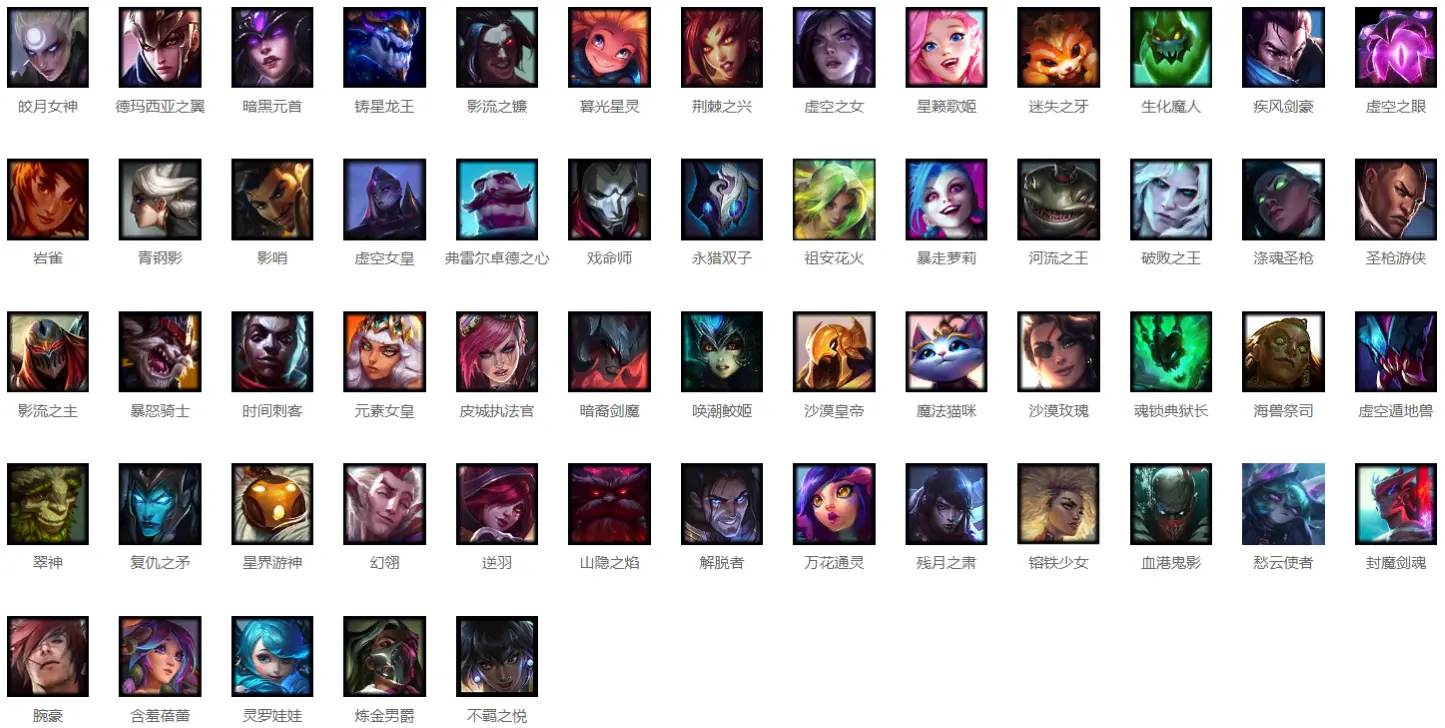 皎月女神 德玛西亚之翼 暗黑元首 铸星龙王 影流之镰 暮光星灵 荆棘之兴 虚空之女 星籁歌姬 迷失之牙 生化魔人 疾风剑豪 虚空之眼
岩雀 青钢影 影哨 虚空女皇 弗雷尔卓德之心 戏命师 永猎双子 祖安花火 暴走萝莉 河流之王 破败之王 涤魂圣枪 圣枪游侠
影流之主 暴怒骑士 时间刺客 元素女皇 皮城执法官 暗裔剑魔 唤潮鲛姬 沙漠皇帝 魔法猫咪 沙漠玫瑰 魂锁典狱长 海兽祭司 虚空遁地兽
翠神 复仇之矛 星界游神 幻翎 逆羽 山隐之焰 解脱者 万花通灵 残月之肃 镕铁少女 血港鬼影 愁云使者 封魔剑魂
腕豪 含羞蓓蕾 灵罗娃娃 炼金男爵 不羁之悦